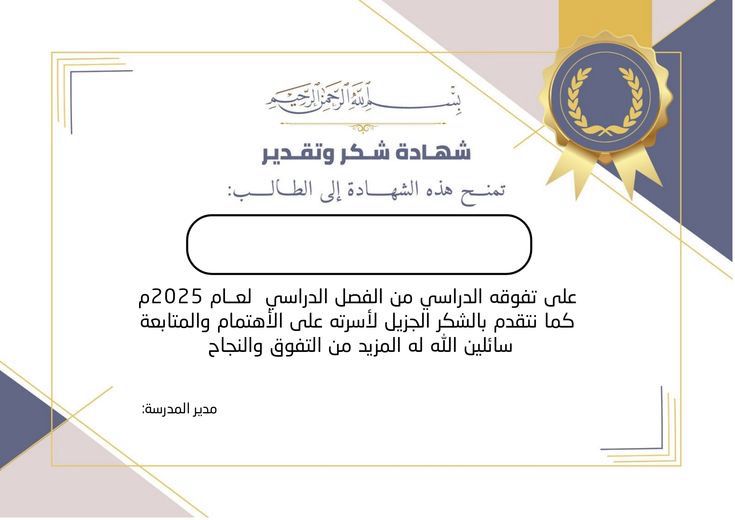 بسم الله الرحمن الرحيم
شهادة شكر وتقدير
تمنح هذه الشهادة إلى الطالب:
على تفوقه الدراسي من الفصل الدراسي لعام 2025م
كما نتقدم بالشكر الجزيل لأسرته على الأهتمام والمتابعة
سائلين الله له المزيد من التفوق والنجاح
مدير المدرسة: